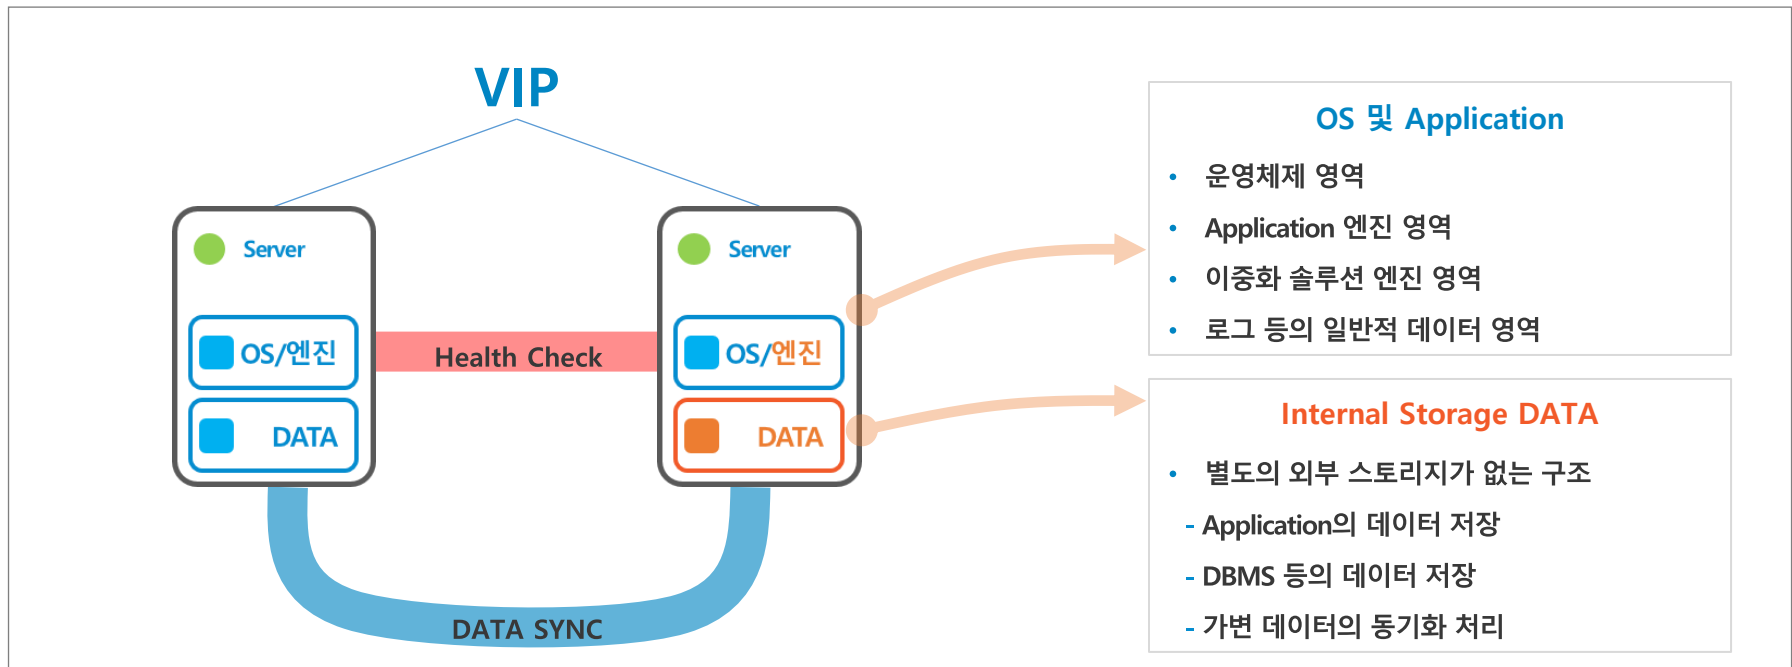 VIP
Server
OS/엔진
DATA
Health Check
Server
OS/엔진
DATA
DATA SYNC
OS 및 Application
• 운영체제 영역
• Application 엔진 영역
• 이중화 솔루션 엔진 영역
• 로그 등의 일반적 데이터 영역
Internal Storage DATA
• 별도의 외부 스토리지가 없는 구조
- Application의 데이터 저장
- DBMS 등의 데이터 저장
- 가변 데이터의 동기화 처리